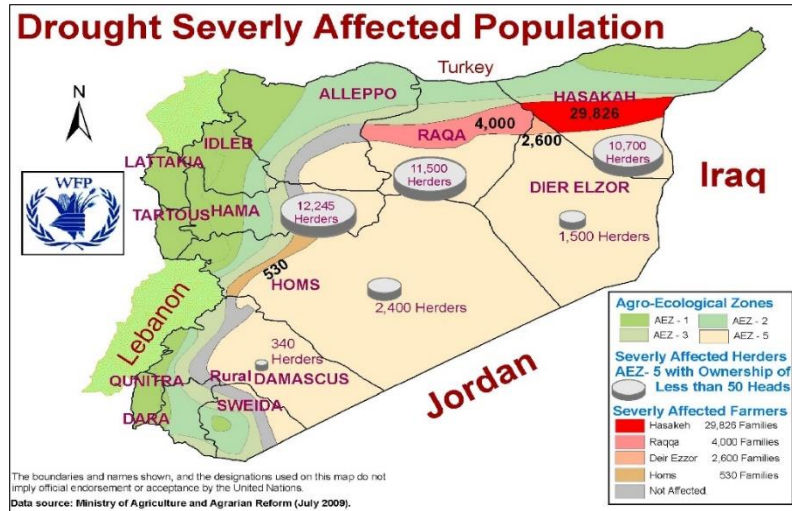 Drought Severly Affected Population
Turkey
N
ALLEPPO
HASAKAH
29,826
IDLEB
RAQA
4,000
2,600
LATTAKIA
10,700
Herders
11,500
Herders
WFP
TARTOUS
HAMA
12,245
Herders
DIER ELZOR
Iraq
1,500 Herders
530
HOMS
2,400 Herders
Lebanon
340
Herders
QUNITRA
Rural DAMASCUS
Jordan
DARA
SWEIDA
Agro-Ecological Zones
AEZ - 1 AEZ - 2
AEZ - 3 AEZ - 5
Severly Affected Herders
AEZ- 5 with Ownership of
Less than 50 Heads
Severly Affected Farmers
Hasakeh 29,826 Families
Raqqa 4,000 Families
Deir Ezzor 2,600 Families
Homs 530 Families
Not Affected
The boundaries and names shown, and the designations used on this map do not
imply official endorsement or acceptance by the United Nations.
Data source: Ministry of Agriculture and Agrarian Reform (July 2009).